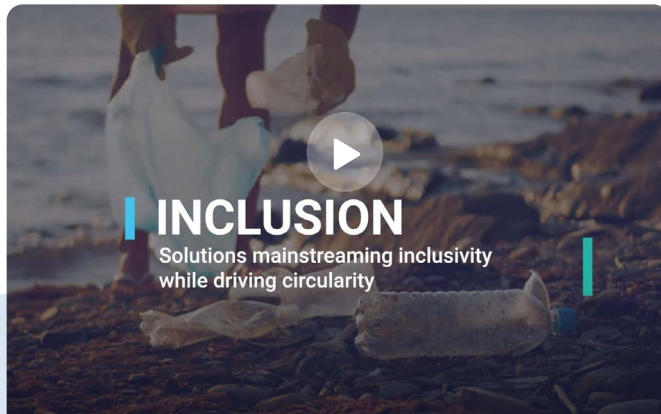 INCLUSION
Solutions mainstreaming inclusivity
while driving circularity